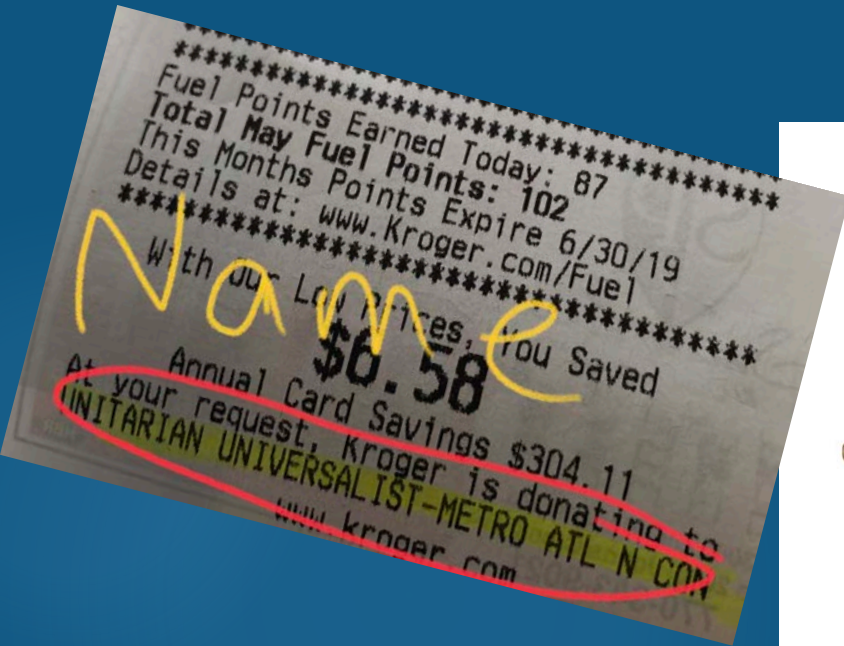 **************************************
Fuel Points Earned Today: 87
Total May Fuel Points: 102
This Months Points Expire 6/30/19
Details at: www.Kroger.com/Fuel
**************************************
Name
With our Low Prices, You Saved
$6.58
Annual Card Savings $304.11
At your request, Kroger is donating to
UNITARIAN UNIVERSALIST-METRO ATL N CON
www.kroger.com